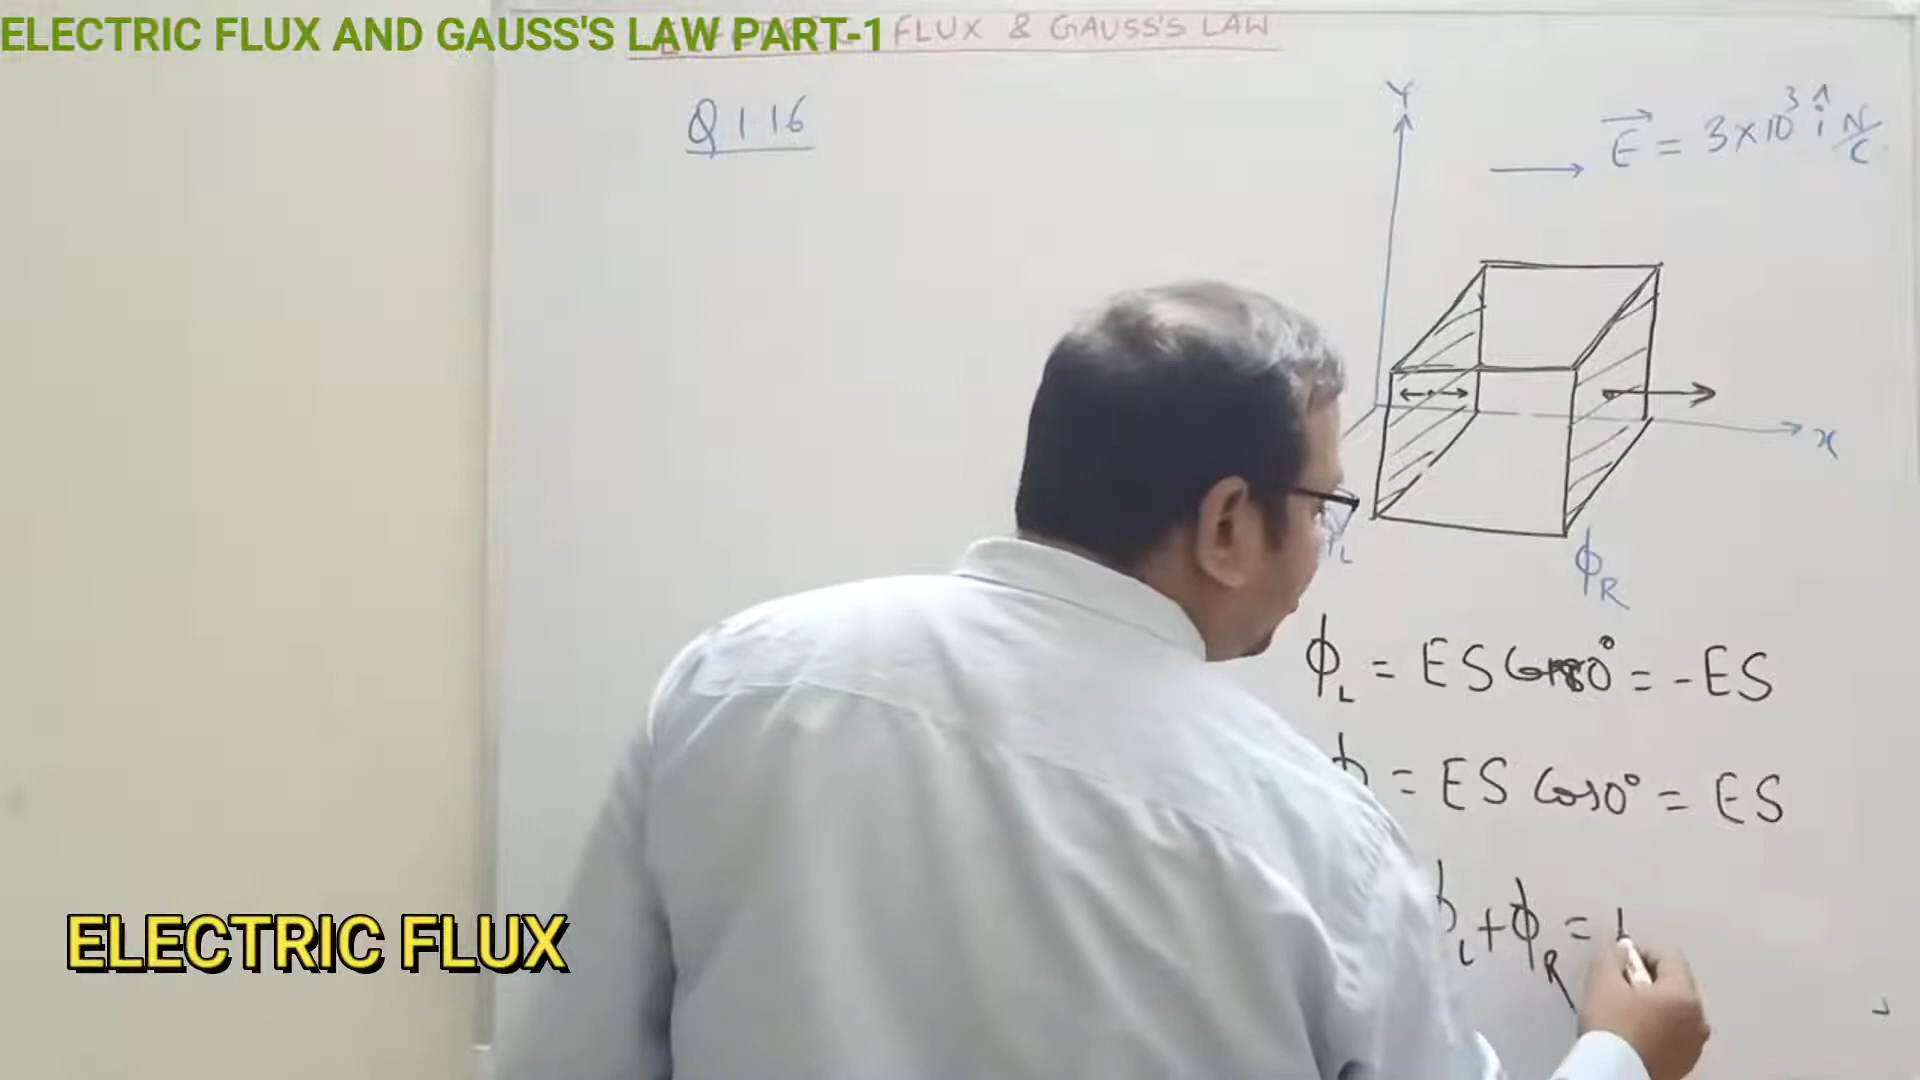 ELECTRIC FLUX AND GAUSS'S LAW PART-1
FLUX & GAUSS'S LAW
Q 1.16
Y
E⃗ = 3×10³ î N/C
x
L
ϕR
ϕL = ES Cos180° = -ES
= ES Cos0° = ES
ϕL + ϕR =
ELECTRIC FLUX